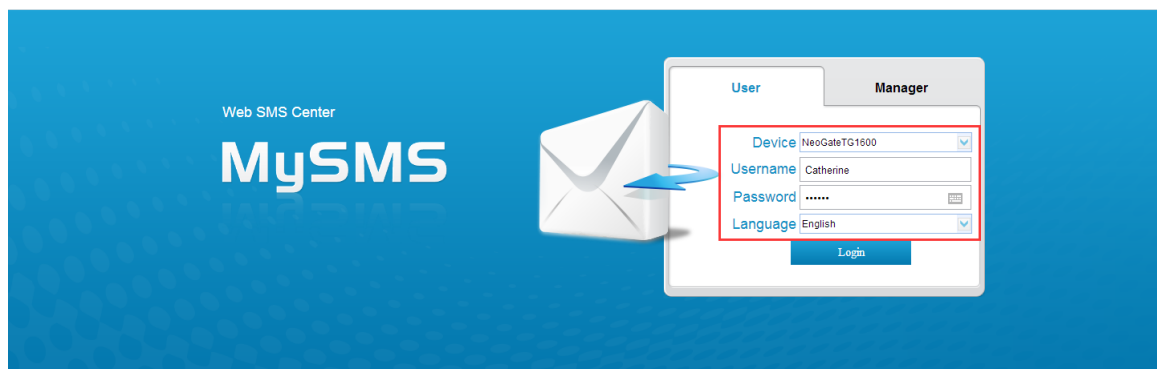 Web SMS Center
MySMS
User Manager
Device NeoGateTG1600
Username Catherine
Password ••••••
Language English
Login